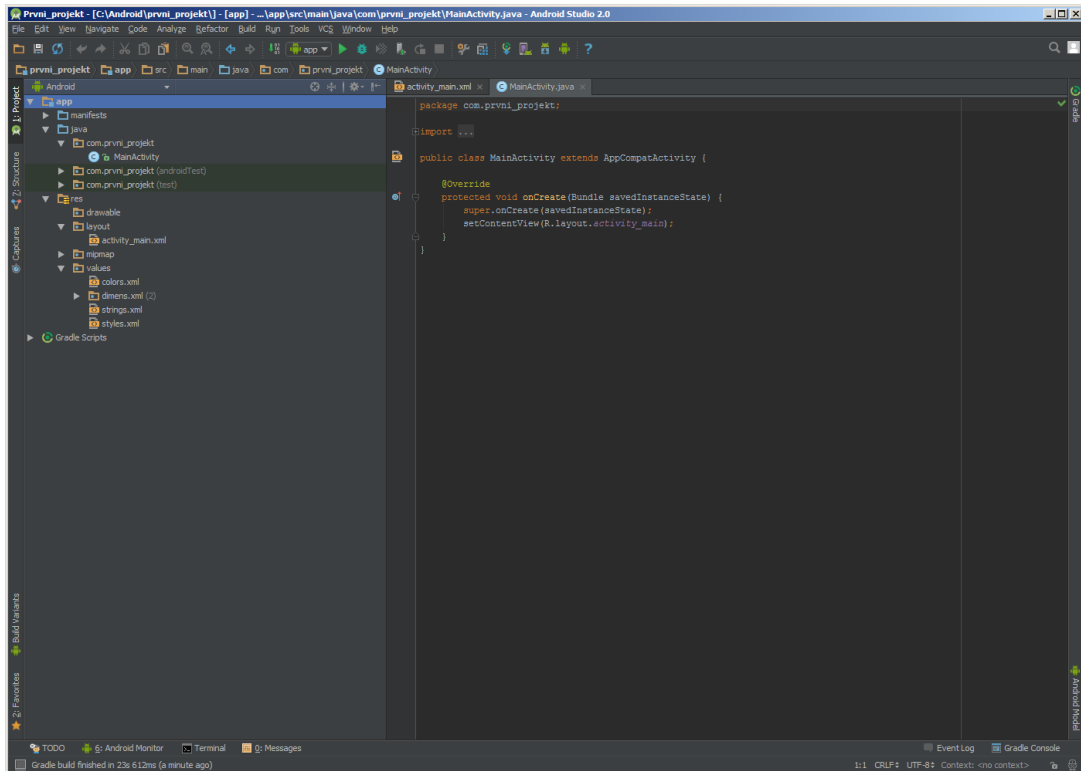 Prvni_projekt - [C:\Android\prvni_projekt\] - [app] - ...\app\src\main\java\com\prvni_projekt\MainActivity.java - Android Studio 2.0
File Edit View Navigate Code Analyze Refactor Build Run Tools VCS Window Help
app
prvni_projekt app src main java com prvni_projekt MainActivity
Android
activity_main.xml MainActivity.java
1: Project
Z: Structure
Captures
Build Variants
2: Favorites
app
manifests
java
com.prvni_projekt
MainActivity
com.prvni_projekt (androidTest)
com.prvni_projekt (test)
res
drawable
layout
activity_main.xml
mipmap
values
colors.xml
dimens.xml (2)
strings.xml
styles.xml
Gradle Scripts
package com.prvni_projekt;
import ...
public class MainActivity extends AppCompatActivity {
@Override
protected void onCreate(Bundle savedInstanceState) {
super.onCreate(savedInstanceState);
setContentView(R.layout.activity_main);
}
}
Gradle
Android Model
TODO 6: Android Monitor Terminal 0: Messages Event Log Gradle Console
Gradle build finished in 23s 612ms (a minute ago) 1:1 CRLF UTF-8 Context: <no context>